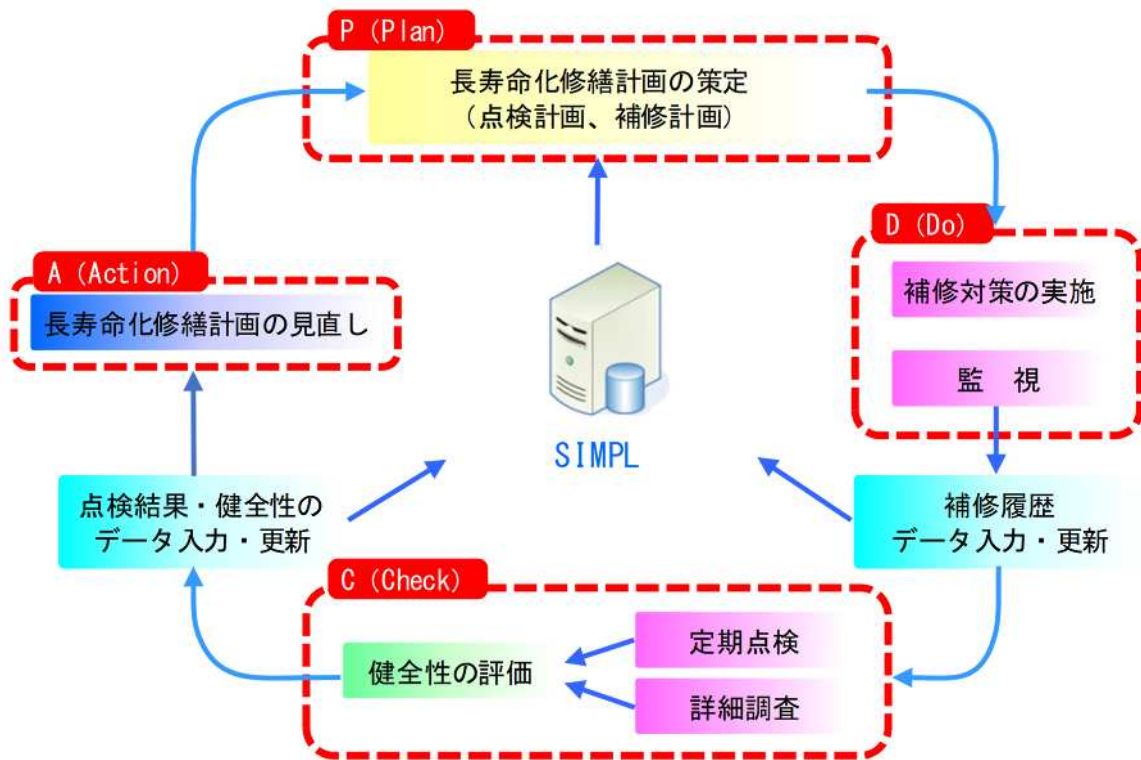 P (Plan)
長寿命化修繕計画の策定
(点検計画、補修計画)
D (Do)
補修対策の実施
監　視
A (Action)
長寿命化修繕計画の見直し
SIMPL
点検結果・健全性の
データ入力・更新
補修履歴
データ入力・更新
C (Check)
定期点検
健全性の評価
詳細調査